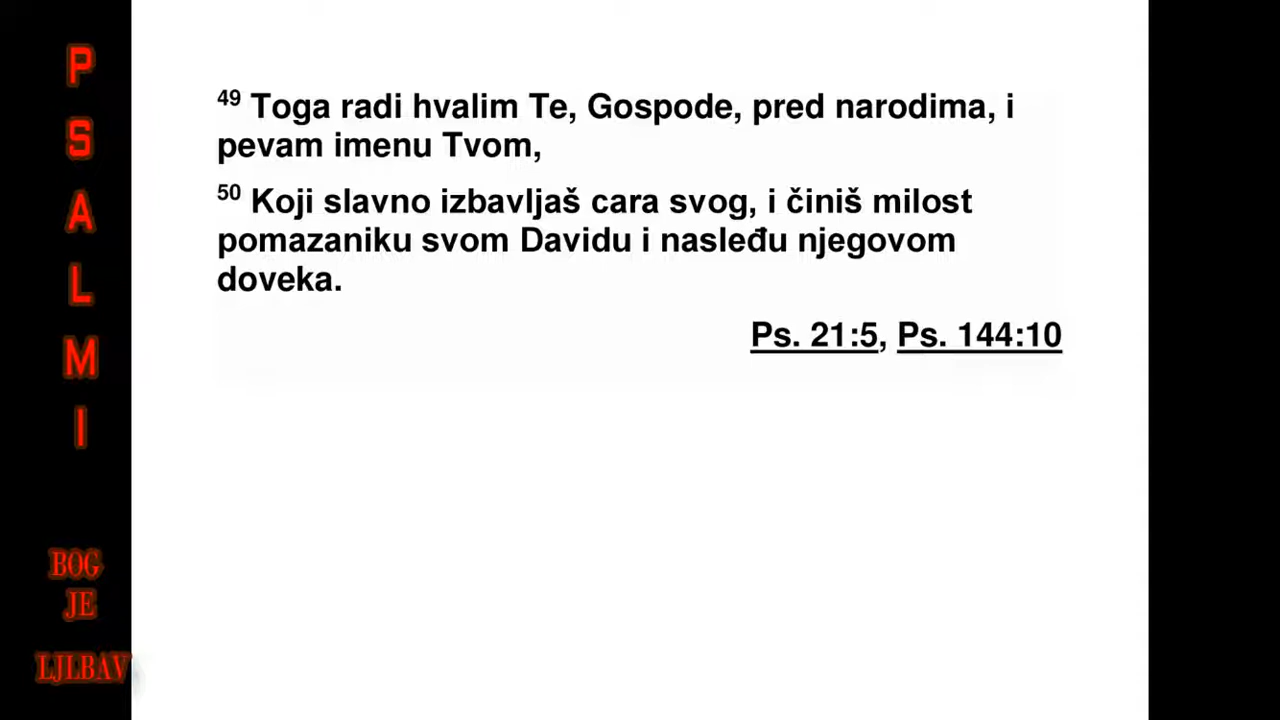 P
S
A
L
M
I
BOG
JE
LJLBAV
49 Toga radi hvalim Te, Gospode, pred narodima, i
pevam imenu Tvom,
50 Koji slavno izbavljaš cara svog, i činiš milost
pomazaniku svom Davidu i nasleđu njegovom
doveka.
Ps. 21:5, Ps. 144:10